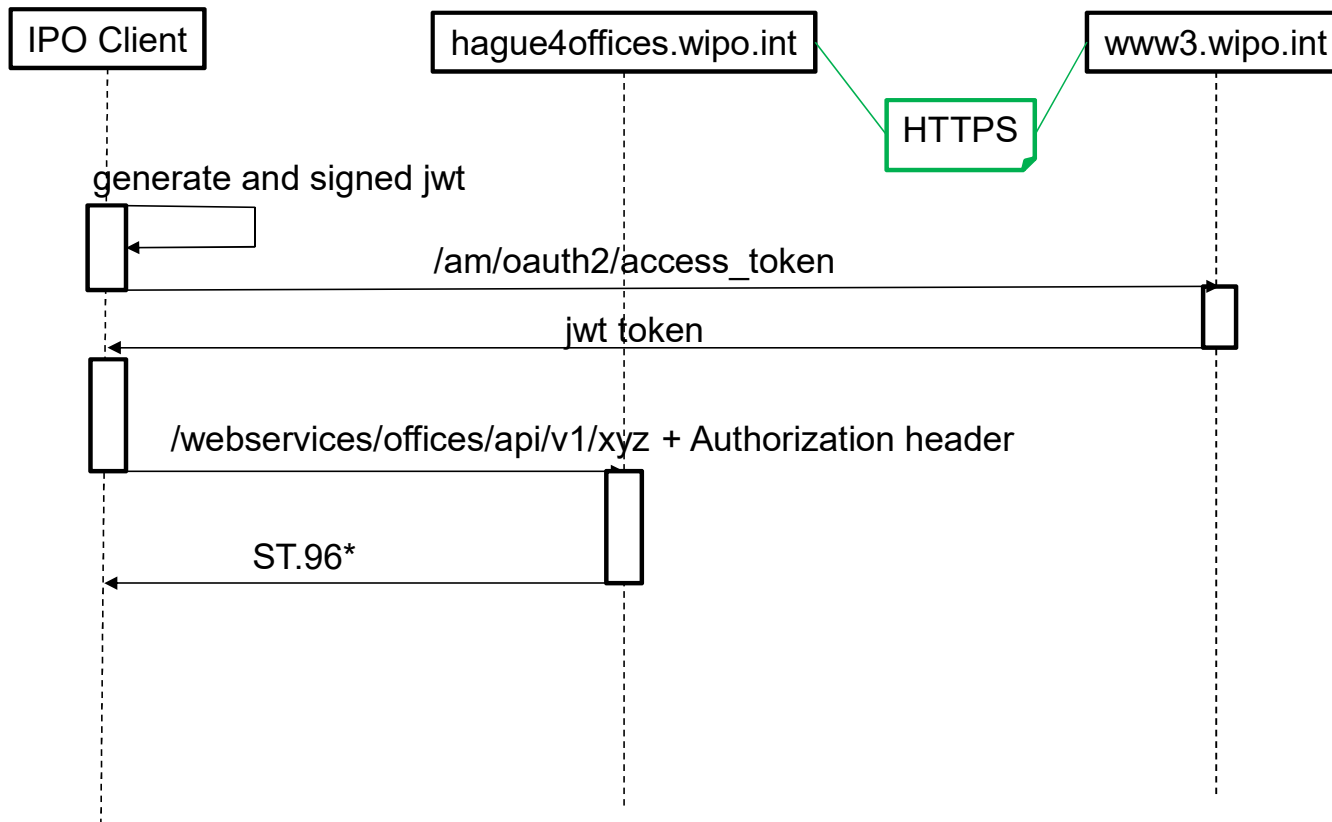 IPO Client
hague4offices.wipo.int
www3.wipo.int
HTTPS
generate and signed jwt
/am/oauth2/access_token
jwt token
/webservices/offices/api/v1/xyz + Authorization header
ST.96*